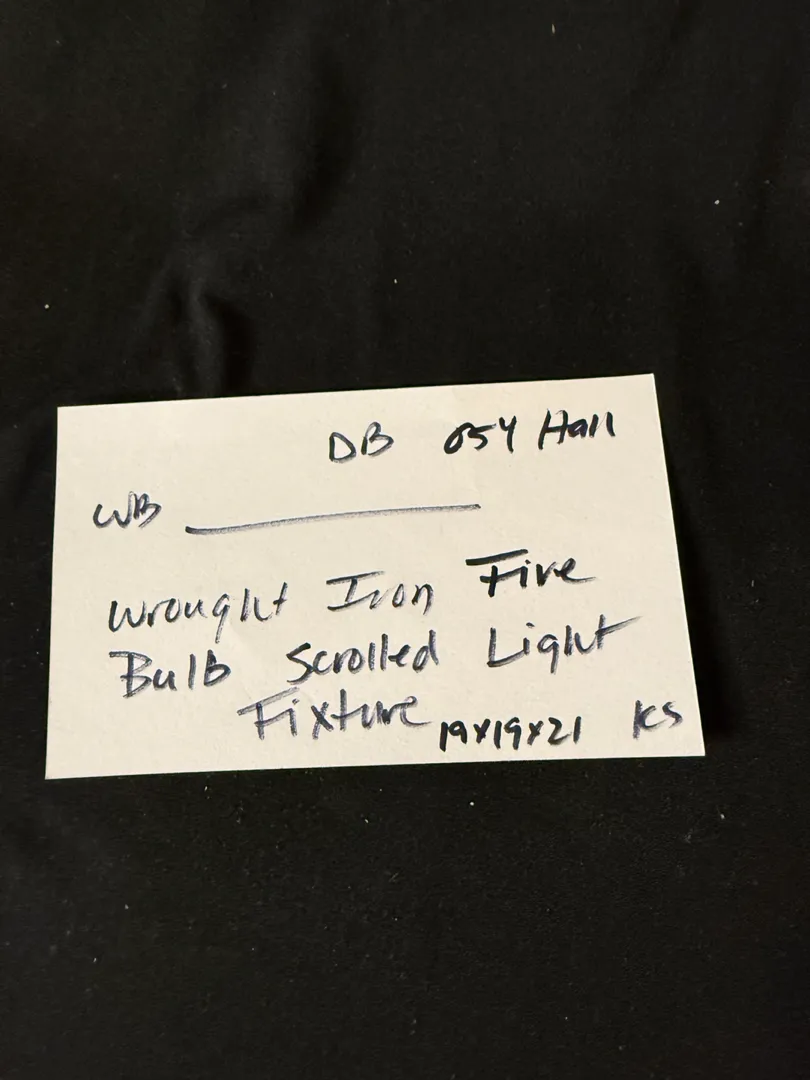 DB 054 Hall
WB
Wrought Iron Five
Bulb Scrolled Light
Fixture 19x19x21 KS